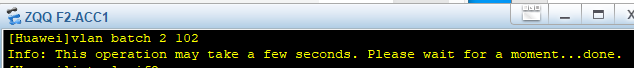 ZQQ F2-ACC1
[Huawei]vlan batch 2 102
Info: This operation may take a few seconds. Please wait for a moment...done.